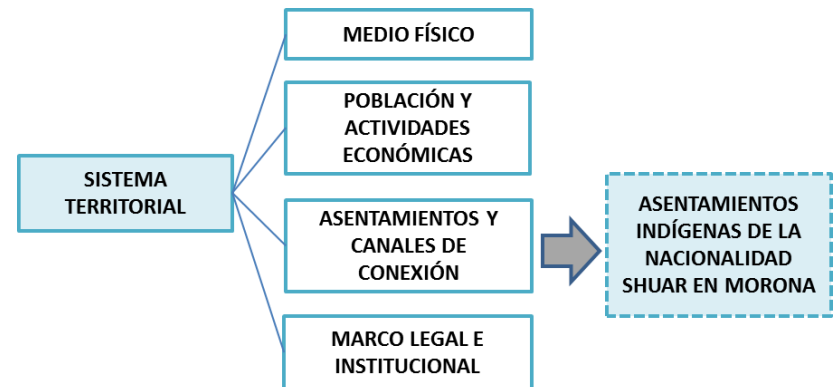 SISTEMA
TERRITORIAL
MEDIO FÍSICO
POBLACIÓN Y
ACTIVIDADES
ECONÓMICAS
ASENTAMIENTOS Y
CANALES DE
CONEXIÓN
MARCO LEGAL E
INSTITUCIONAL
ASENTAMIENTOS
INDÍGENAS DE LA
NACIONALIDAD
SHUAR EN MORONA